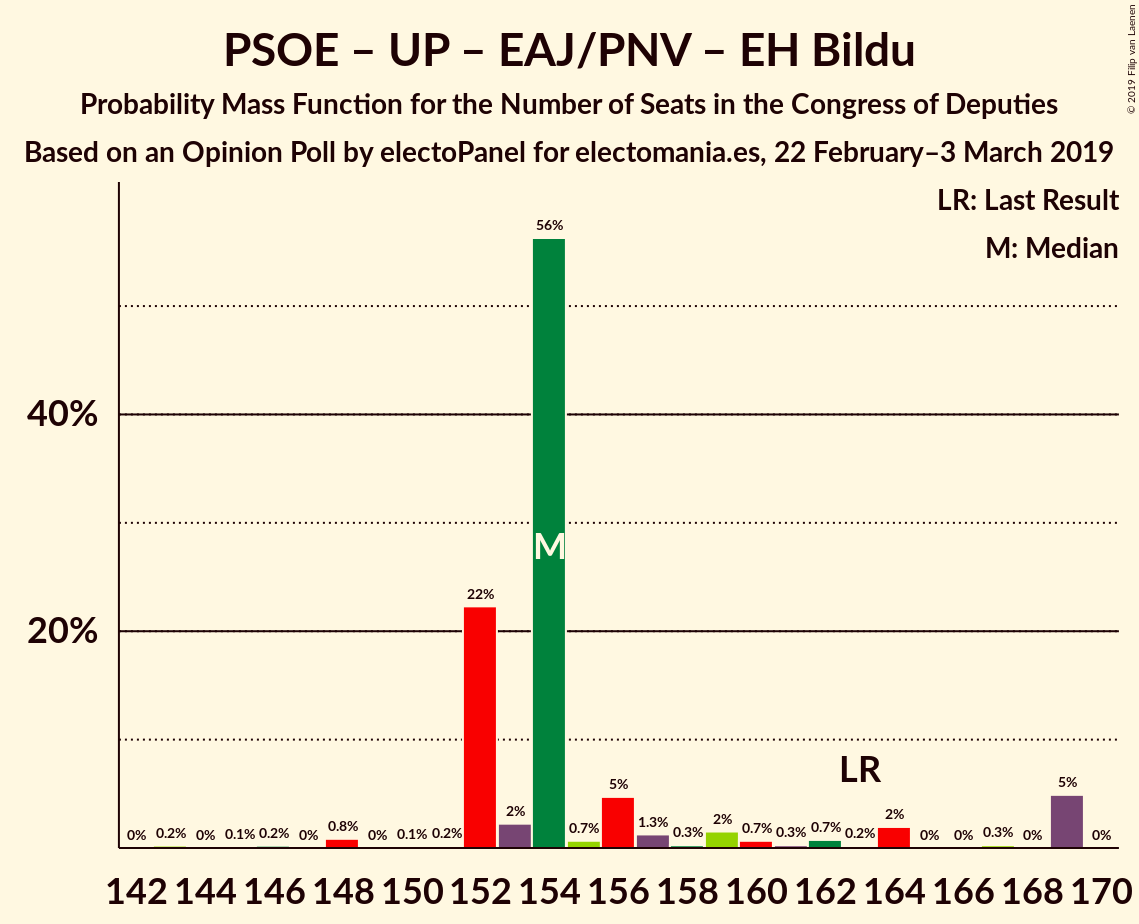 PSOE – UP – EAJ/PNV – EH Bildu
Probability Mass Function for the Number of Seats in the Congress of Deputies
Based on an Opinion Poll by electoPanel for electomania.es, 22 February–3 March 2019
© 2019 Filip van Laenen
LR: Last Result
M: Median
40%
20%
0% 0.2% 0% 0.1% 0.2% 0% 0.8% 0% 0.1% 0.2% 22% 2% 56% 0.7% 5% 1.3% 0.3% 2% 0.7% 0.3% 0.7% 0.2% 2% 0% 0% 0.3% 0% 5% 0%
M
LR
142 144 146 148 150 152 154 156 158 160 162 164 166 168 170